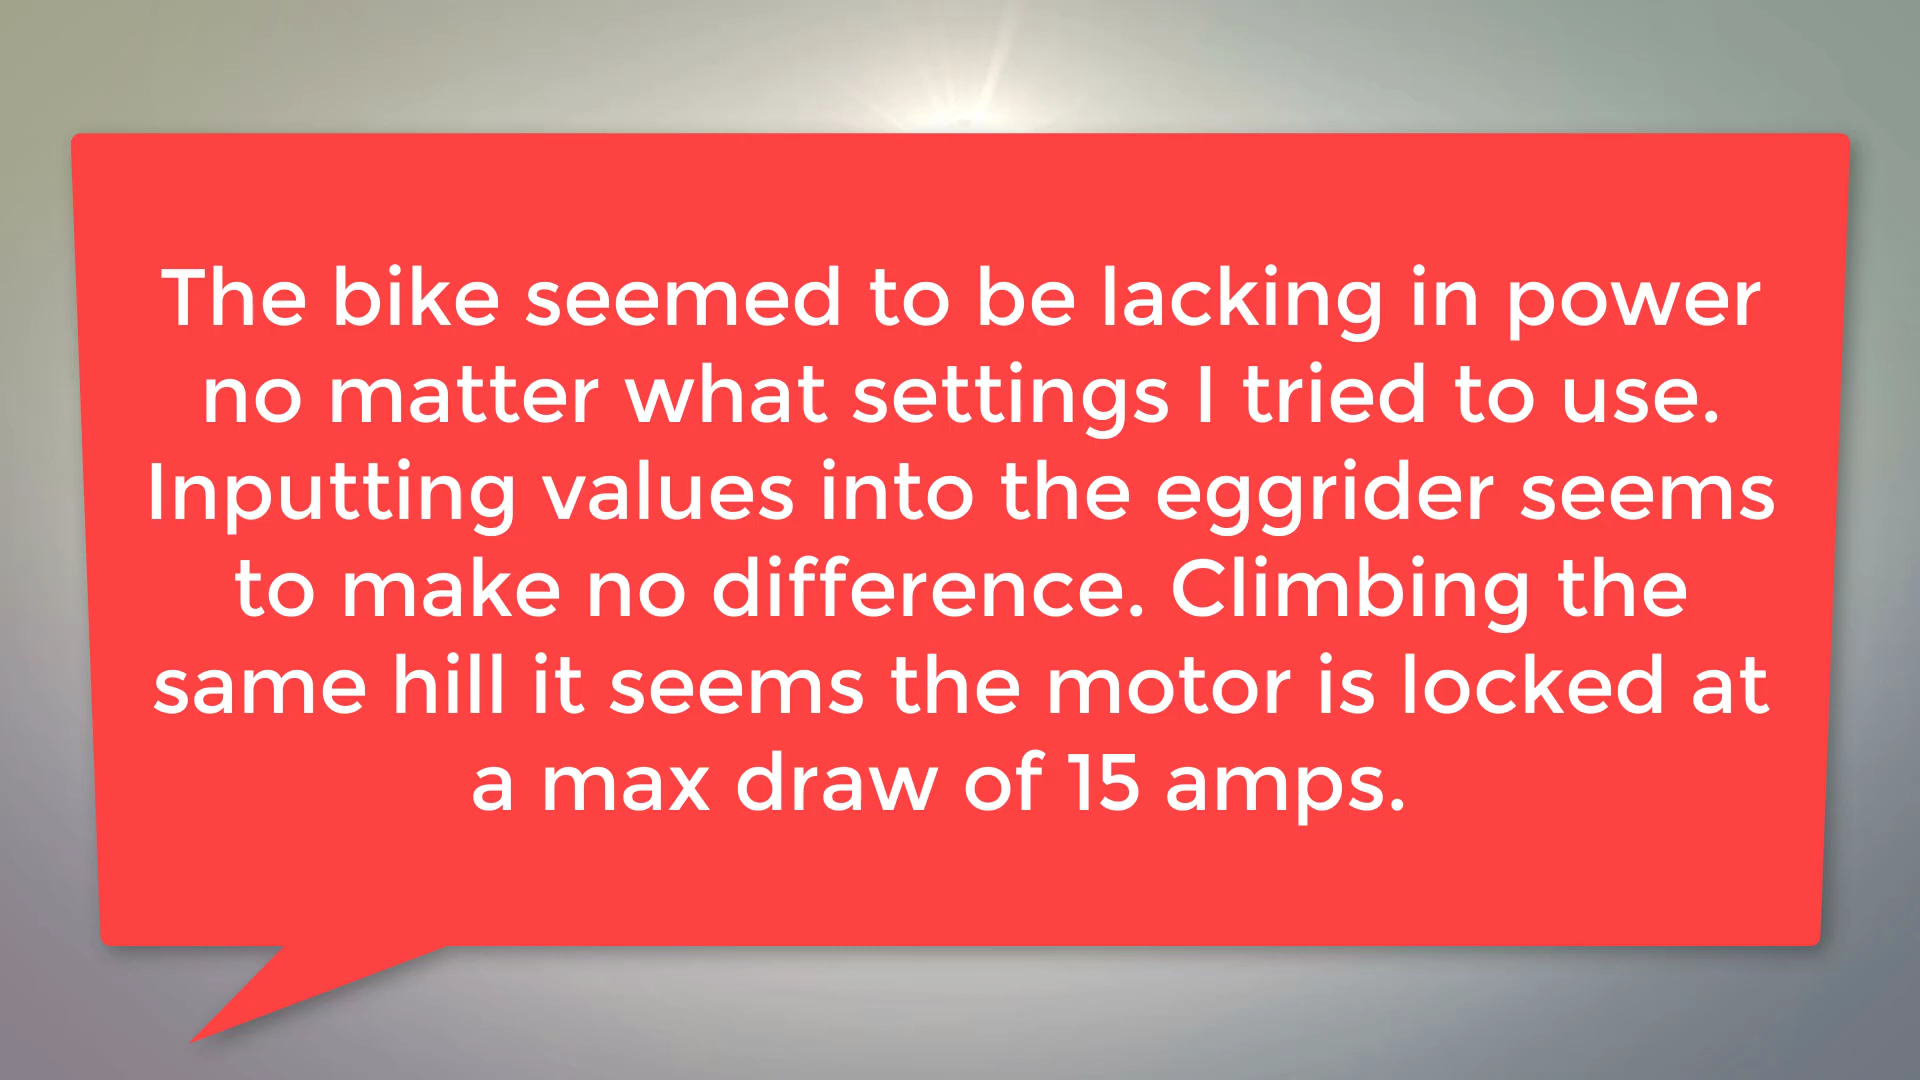 The bike seemed to be lacking in power
no matter what settings I tried to use.
Inputting values into the eggrider seems
to make no difference. Climbing the
same hill it seems the motor is locked at
a max draw of 15 amps.